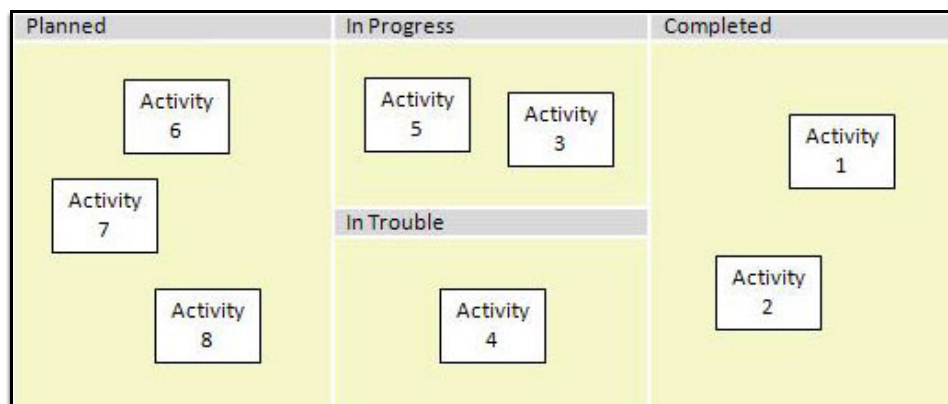 Planned
Activity
6
Activity
7
Activity
8
In Progress
Activity
5
Activity
3
In Trouble
Activity
4
Completed
Activity
1
Activity
2